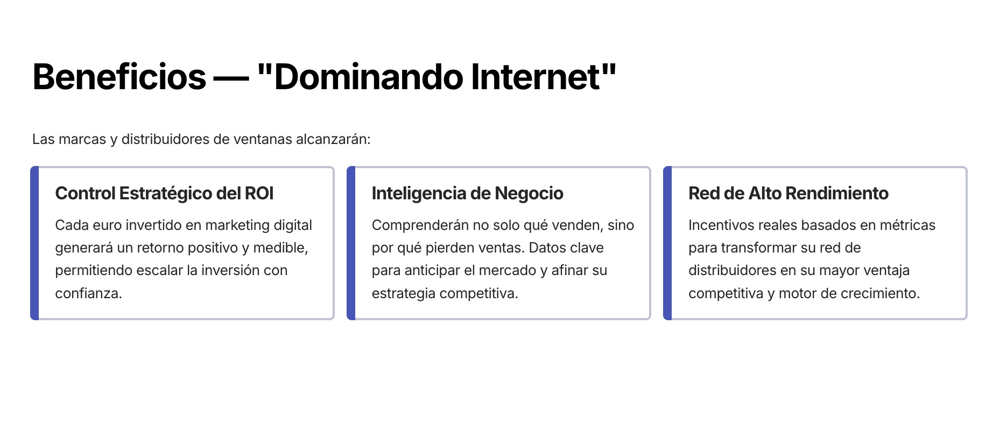 Beneficios — "Dominando Internet"
Las marcas y distribuidores de ventanas alcanzarán:
Control Estratégico del ROI
Cada euro invertido en marketing digital
generará un retorno positivo y medible,
permitiendo escalar la inversión con
confianza.
Inteligencia de Negocio
Comprenderán no solo qué venden, sino
por qué pierden ventas. Datos clave
para anticipar el mercado y afinar su
estrategia competitiva.
Red de Alto Rendimiento
Incentivos reales basados en métricas
para transformar su red de
distribuidores en su mayor ventaja
competitiva y motor de crecimiento.